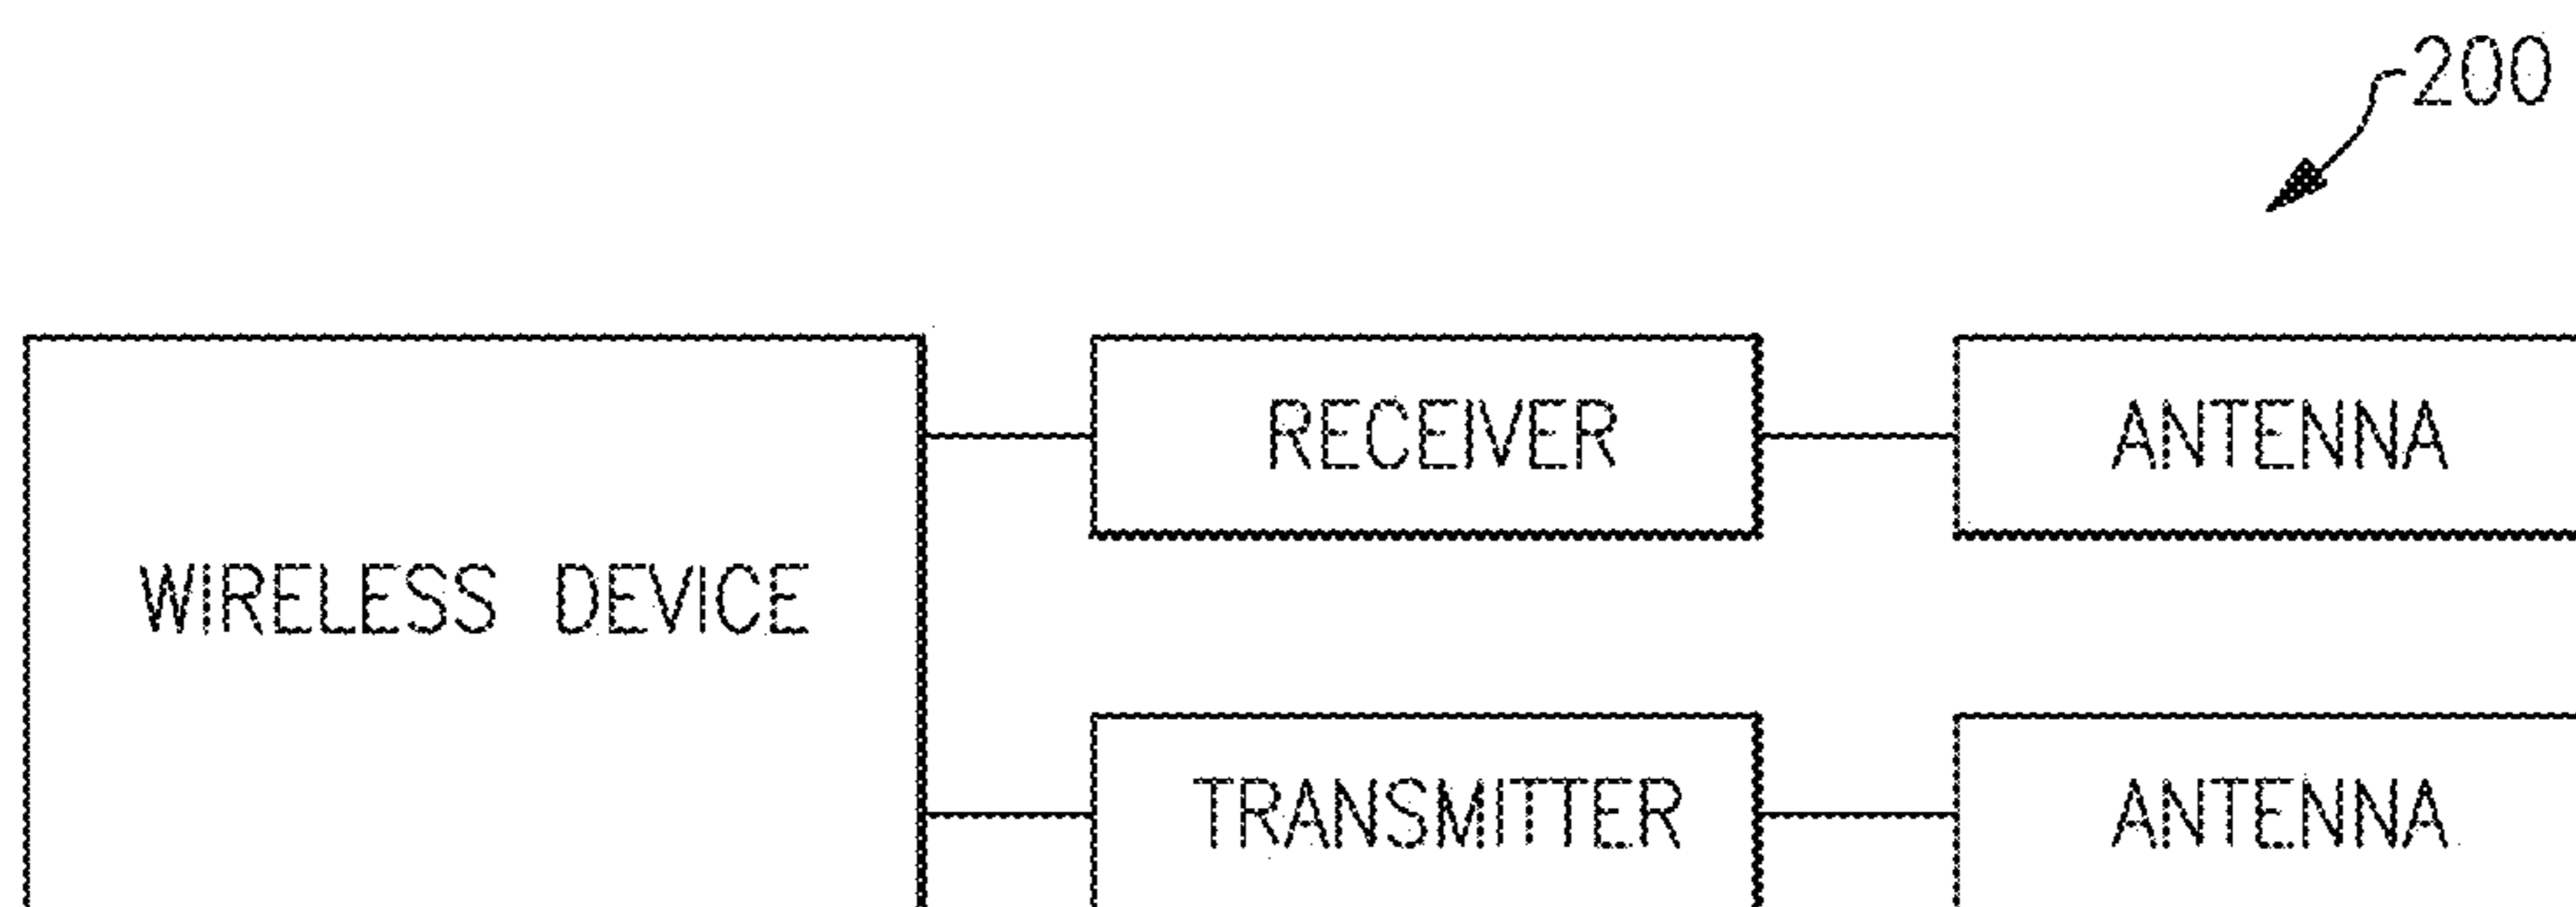 200
RECEIVER
ANTENNA
WIRELESS DEVICE
TRANSMITTER
ANTENNA